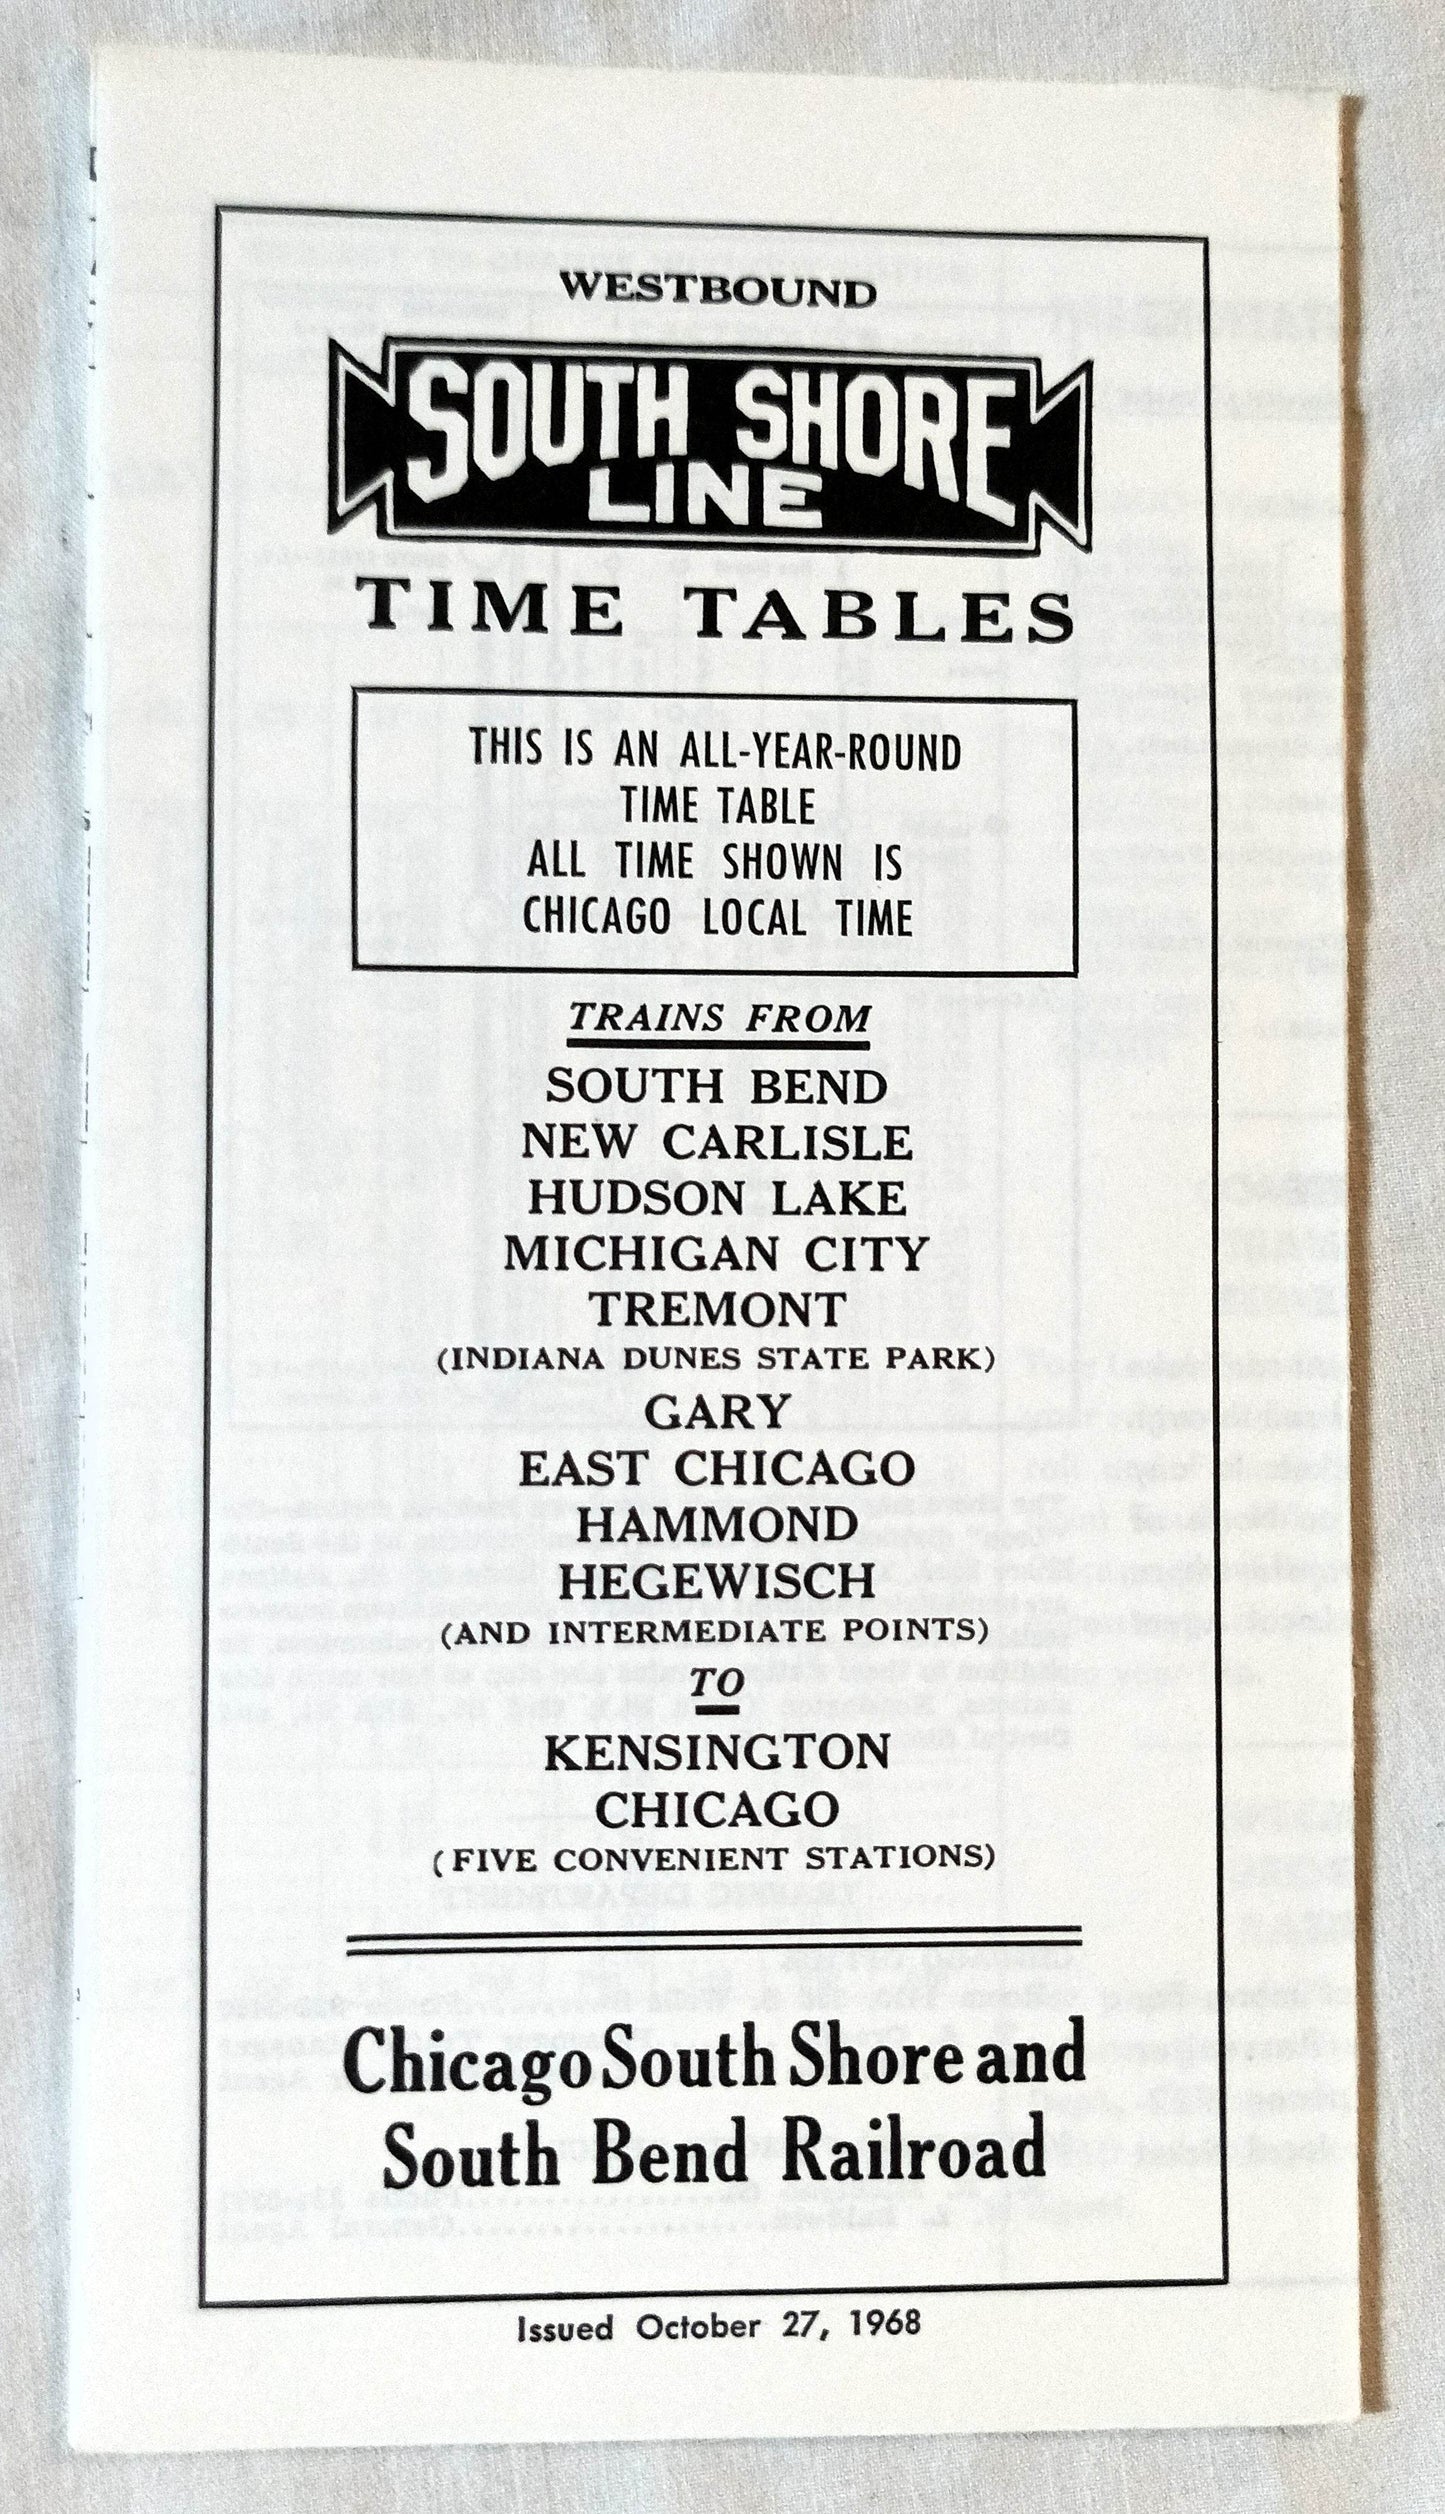 WESTBOUND
SOUTH SHORE
LINE
TIME TABLES
THIS IS AN ALL-YEAR-ROUND
TIME TABLE
ALL TIME SHOWN IS
CHICAGO LOCAL TIME
TRAINS FROM
SOUTH BEND
NEW CARLISLE
HUDSON LAKE
MICHIGAN CITY
TREMONT
(INDIANA DUNES STATE PARK)
GARY
EAST CHICAGO
HAMMOND
HEGEWISCH
(AND INTERMEDIATE POINTS)
TO
KENSINGTON
CHICAGO
(FIVE CONVENIENT STATIONS)
Chicago South Shore and
South Bend Railroad
Issued October 27, 1968